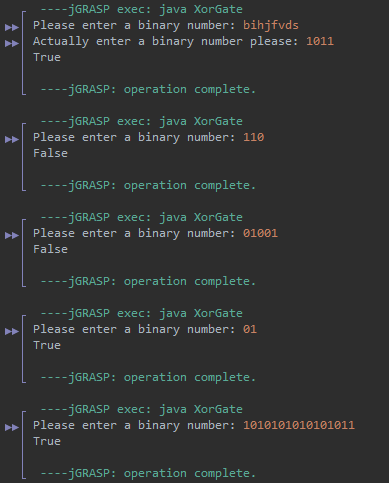 ----jGRASP exec: java XorGate
Please enter a binary number: bihjfvds
Actually enter a binary number please: 1011
True
----jGRASP: operation complete.
----jGRASP exec: java XorGate
Please enter a binary number: 110
False
----jGRASP: operation complete.
----jGRASP exec: java XorGate
Please enter a binary number: 01001
False
----jGRASP: operation complete.
----jGRASP exec: java XorGate
Please enter a binary number: 01
True
----jGRASP: operation complete.
----jGRASP exec: java XorGate
Please enter a binary number: 1010101010101011
True
----jGRASP: operation complete.